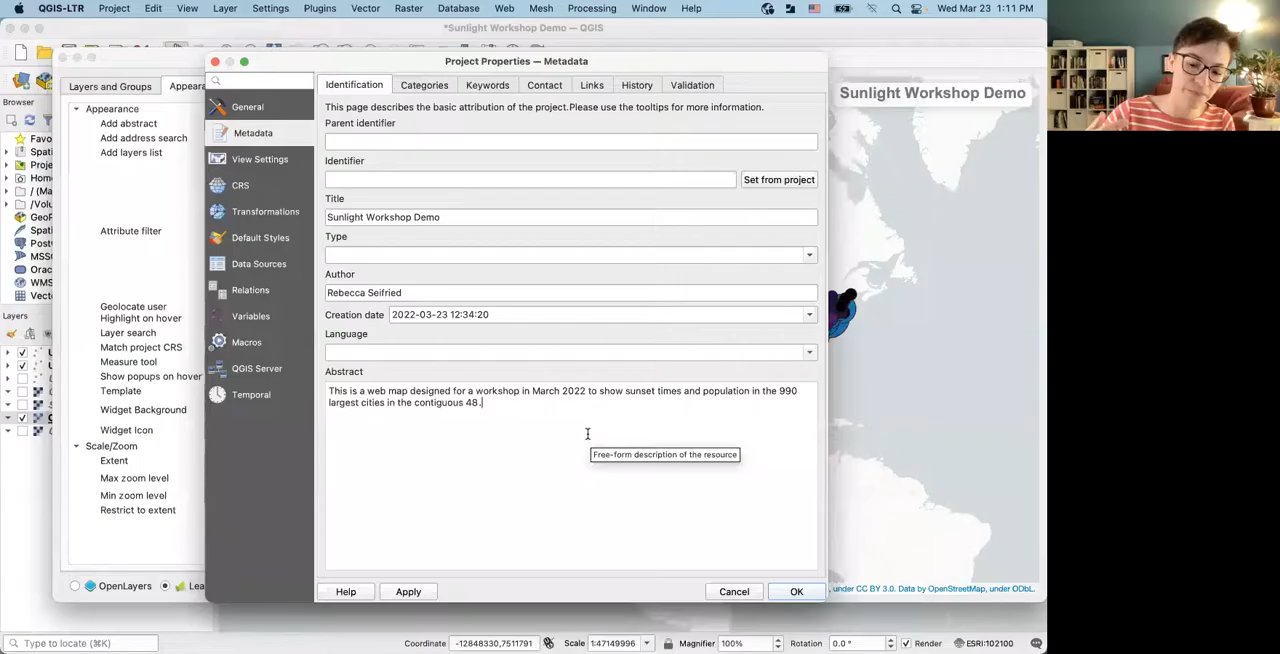 QGIS-LTR Project Edit View Layer Settings Plugins Vector Raster Database Web Mesh Processing Window Help Wed Mar 23 1:11 PM
*Sunlight Workshop Demo — QGIS
Project Properties — Metadata
Layers and Groups
Browser
Appearance
Add abstract
Add address search
Add layers list
Attribute filter
Geolocate user
Highlight on hover
Layer search
Match project CRS
Measure tool
Show popups on hover
Template
Widget Background
Widget Icon
Scale/Zoom
Extent
Max zoom level
Min zoom level
Restrict to extent
OpenLayers
Layers
General
Metadata
View Settings
CRS
Transformations
Default Styles
Data Sources
Relations
Variables
Macros
QGIS Server
Temporal
Identification Categories Keywords Contact Links History Validation
This page describes the basic attribution of the project.Please use the tooltips for more information.
Parent identifier
Identifier
Set from project
Title
Sunlight Workshop Demo
Type
Author
Rebecca Seifried
Creation date 2022-03-23 12:34:20
Language
Abstract
This is a web map designed for a workshop in March 2022 to show sunset times and population in the 990
largest cities in the contiguous 48.
Free-form description of the resource
Help Apply Cancel OK
Sunlight Workshop Demo
, under CC BY 3.0. Data by OpenStreetMap, under ODbL.
Type to locate (⌘K)
Coordinate -12848330,7511791 Scale 1:47149996 Magnifier 100% Rotation 0.0 ° Render ESRI:102100